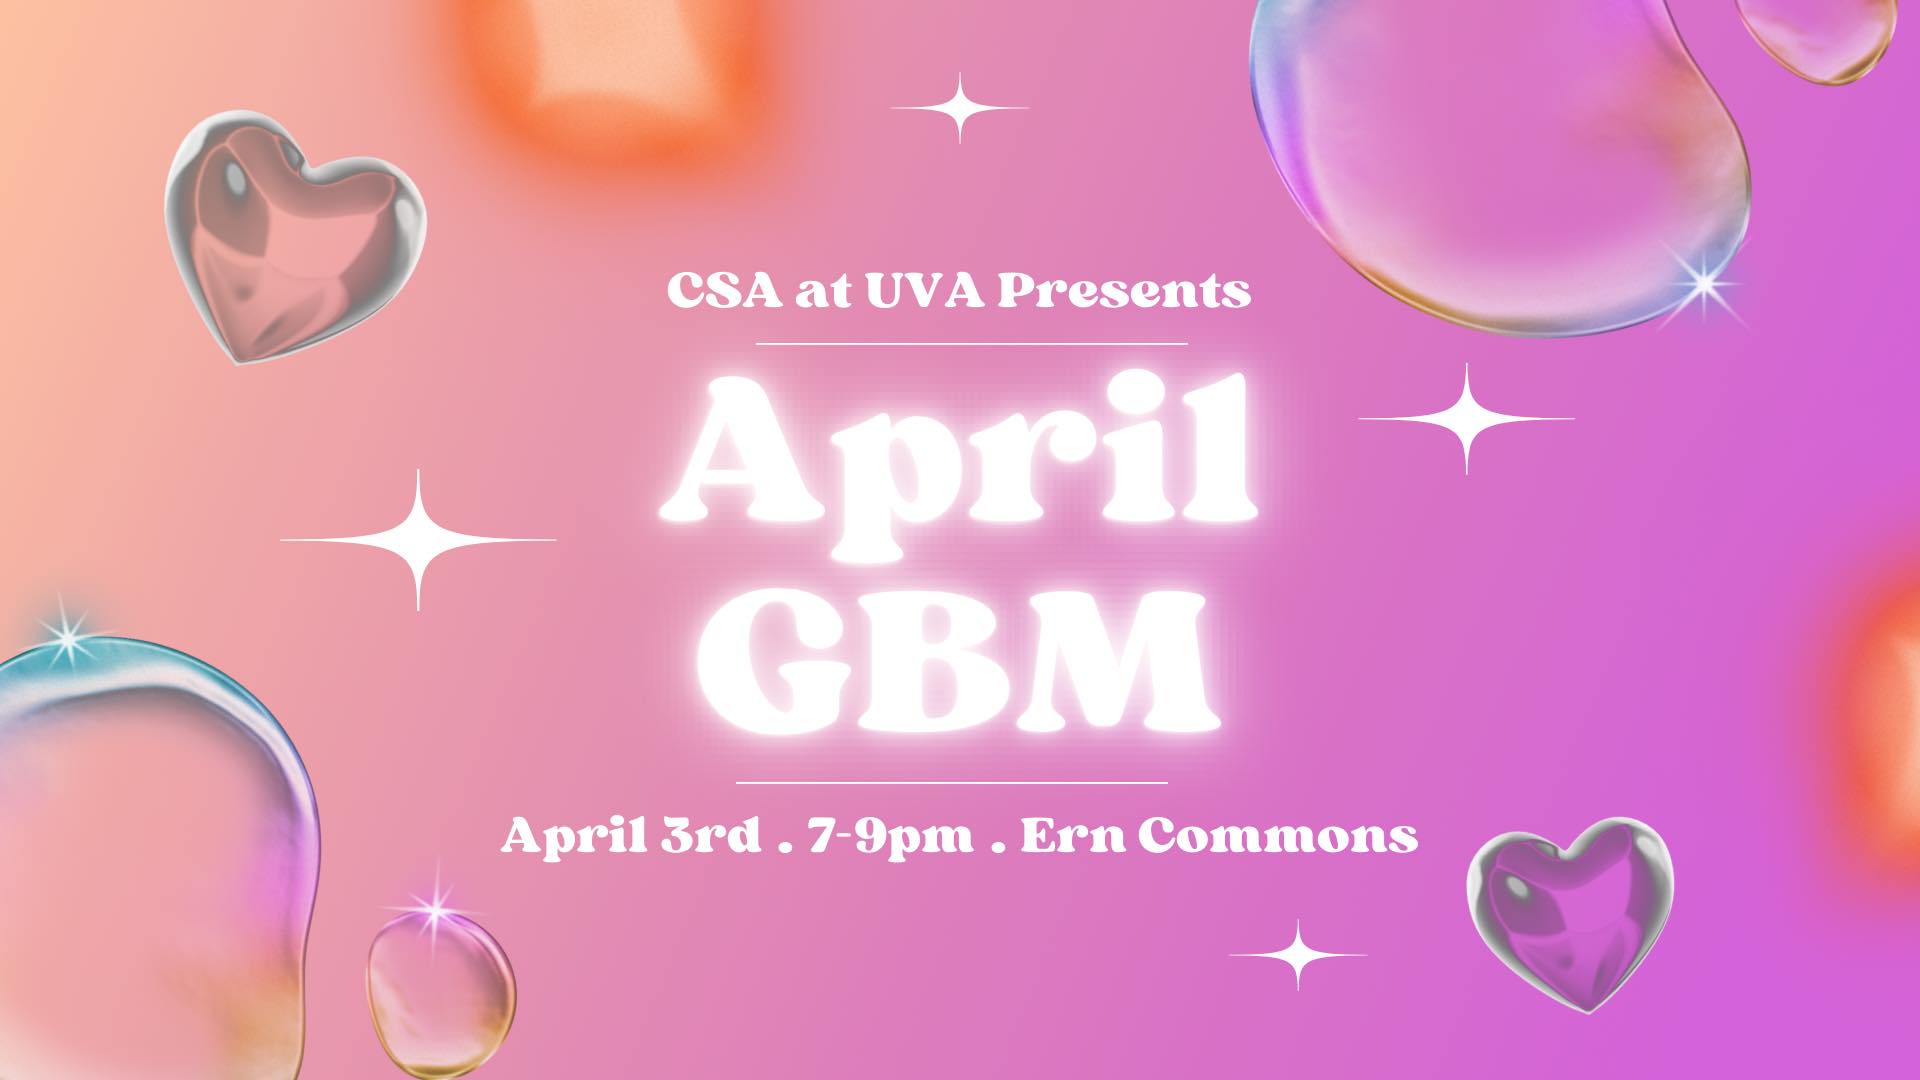 CSA at UVA Presents
April
GBM
April 3rd . 7-9pm . Ern Commons